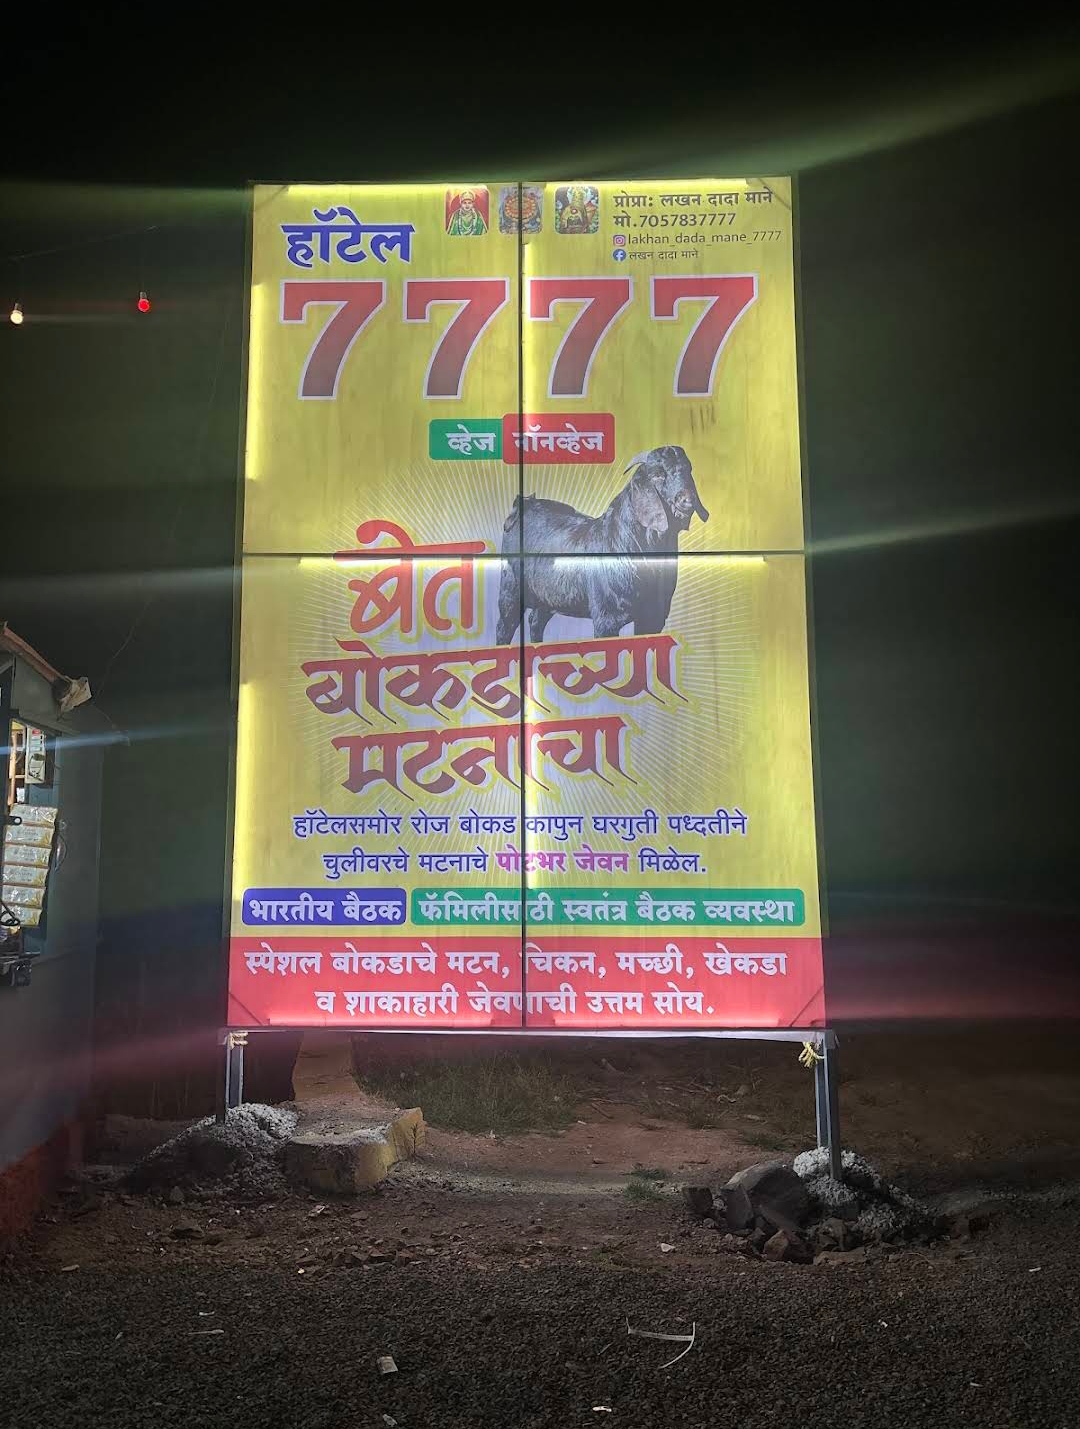 हॉटेल
प्रोप्रा: लखन दादा माने
मो.7057837777
lakhan_dada_mane_7777
लखन दादा माने
7777
व्हेज नॉनव्हेज
बेत
बोकडाच्या
मटनाचा
हॉटेलसमोर रोज बोकड कापुन घरगुती पध्दतीने
चुलीवरचे मटनाचे पोटभर जेवन मिळेल.
भारतीय बैठक फॅमिलीसाठी स्वतंत्र बैठक व्यवस्था
स्पेशल बोकडाचे मटन, चिकन, मच्छी, खेकडा
व शाकाहारी जेवणाची उत्तम सोय.